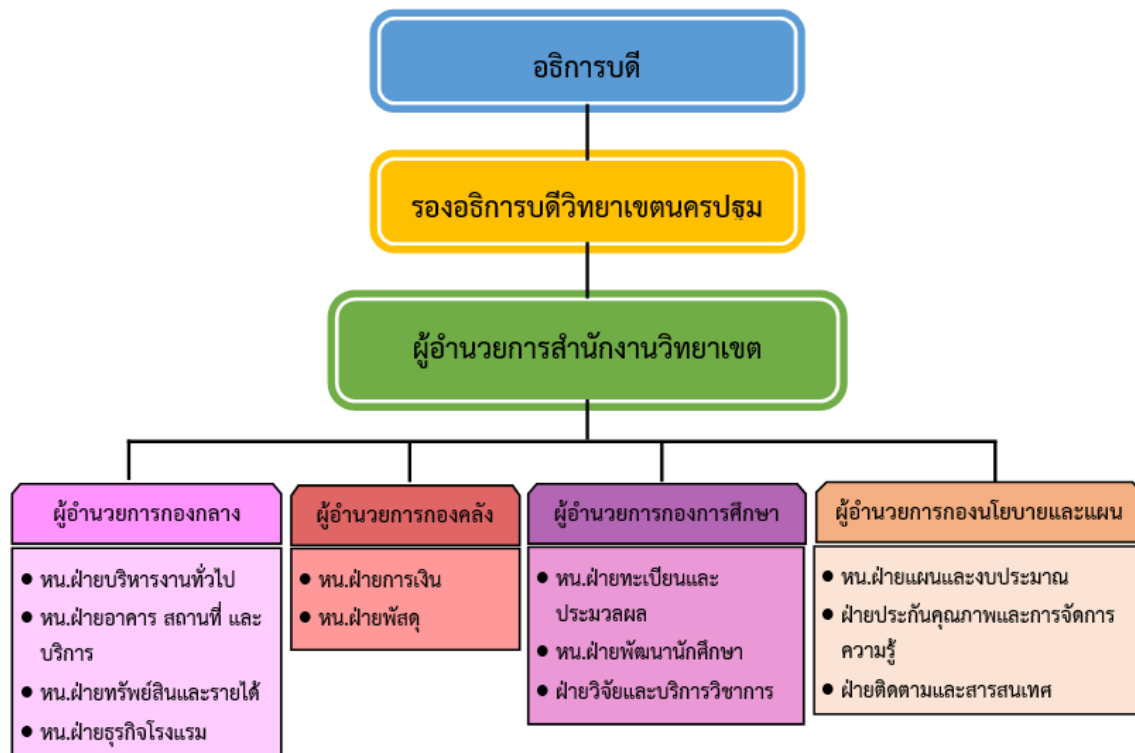 อธิการบดี
รองอธิการบดีวิทยาเขตนครปฐม
ผู้อำนวยการสำนักงานวิทยาเขต
ผู้อำนวยการกองกลาง
● หน.ฝ่ายบริหารงานทั่วไป
● หน.ฝ่ายอาคาร สถานที่ และ
บริการ
● หน.ฝ่ายทรัพย์สินและรายได้
● หน.ฝ่ายธุรกิจโรงแรม
ผู้อำนวยการกองคลัง
● หน.ฝ่ายการเงิน
● หน.ฝ่ายพัสดุ
ผู้อำนวยการกองการศึกษา
● หน.ฝ่ายทะเบียนและ
ประมวลผล
● หน.ฝ่ายพัฒนานักศึกษา
● ฝ่ายวิจัยและบริการวิชาการ
ผู้อำนวยการกองนโยบายและแผน
● หน.ฝ่ายแผนและงบประมาณ
● ฝ่ายประกันคุณภาพและการจัดการ
ความรู้
● ฝ่ายติดตามและสารสนเทศ